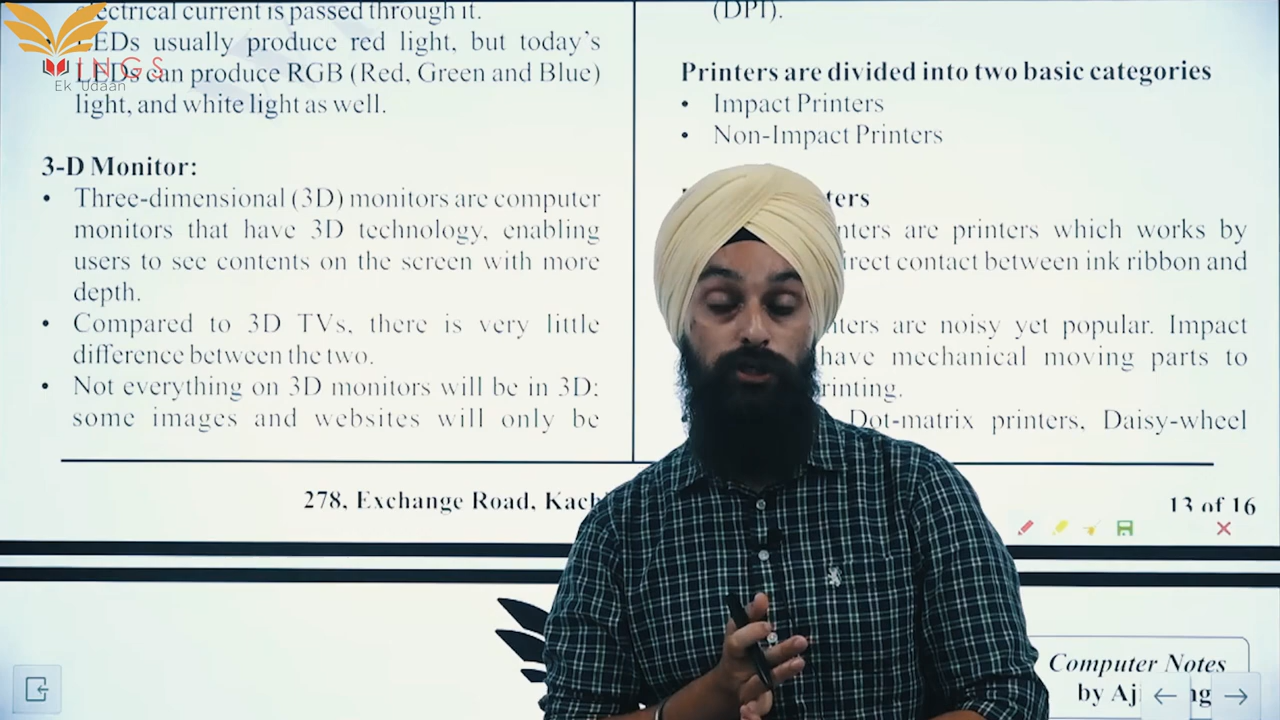 INGS
Ek Udaan
electrical current is passed through it.
LEDs usually produce red light, but today's
LEDs can produce RGB (Red, Green and Blue)
light, and white light as well.
3-D Monitor:
• Three-dimensional (3D) monitors are computer
monitors that have 3D technology, enabling
users to see contents on the screen with more
depth.
• Compared to 3D TVs, there is very little
difference between the two.
• Not everything on 3D monitors will be in 3D;
some images and websites will only be
(DPI).
Printers are divided into two basic categories
• Impact Printers
• Non-Impact Printers
are printers which works by
direct contact between ink ribbon and
are noisy yet popular. Impact
have mechanical moving parts to
Dot-matrix printers, Daisy-wheel
278, Exchange Road,
13 of 16
Computer Notes
by